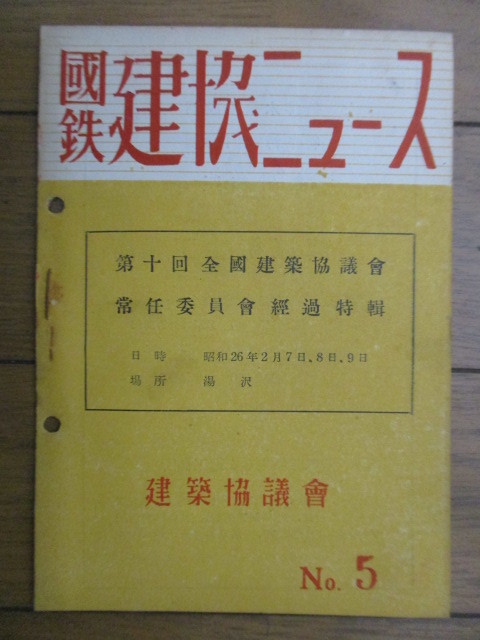 國鉄建協ニュース
第十回全國建築協議會
常任委員會經過特輯
日時 昭和26年2月7日、8日、9日
場所 湯沢
建築協議會
No. 5